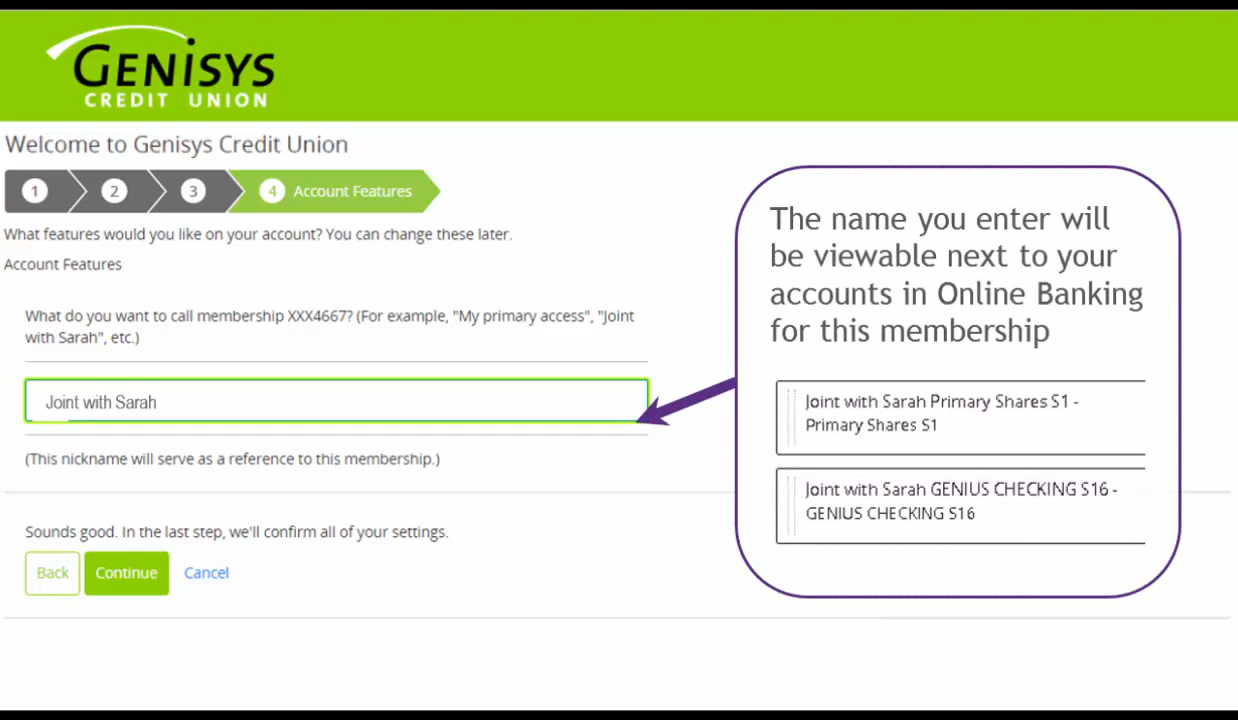 GENiSYS
CREDIT UNION
Welcome to Genisys Credit Union
1 2 3 4 Account Features
What features would you like on your account? You can change these later.
Account Features
What do you want to call membership XXX4667? (For example, "My primary access", "Joint
with Sarah", etc.)
Joint with Sarah
(This nickname will serve as a reference to this membership.)
Sounds good. In the last step, we'll confirm all of your settings.
Back Continue Cancel
The name you enter will
be viewable next to your
accounts in Online Banking
for this membership
Joint with Sarah Primary Shares S1 -
Primary Shares S1
Joint with Sarah GENIUS CHECKING S16 -
GENIUS CHECKING S16